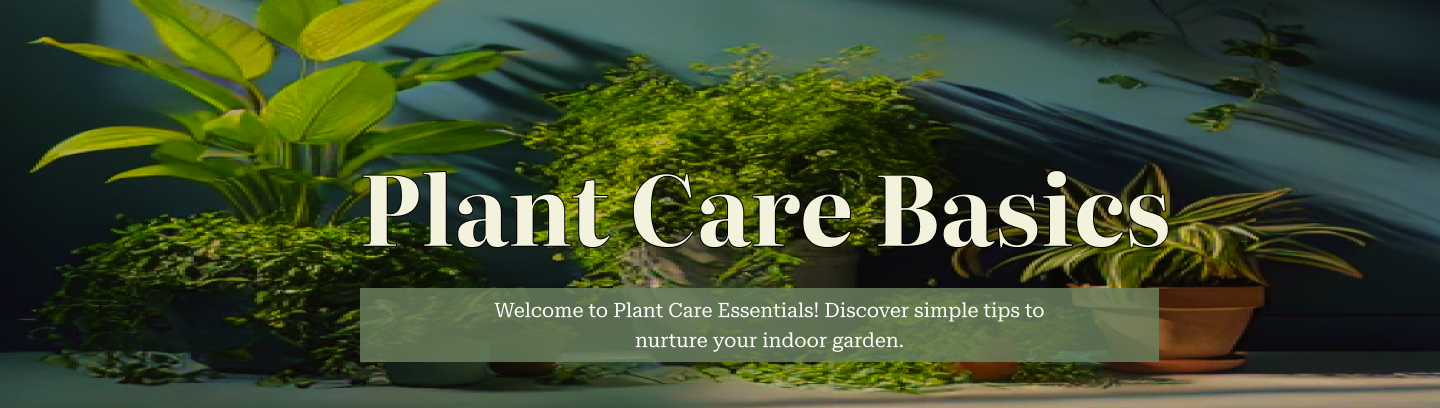 Plant Care Basics
Welcome to Plant Care Essentials! Discover simple tips to
nurture your indoor garden.